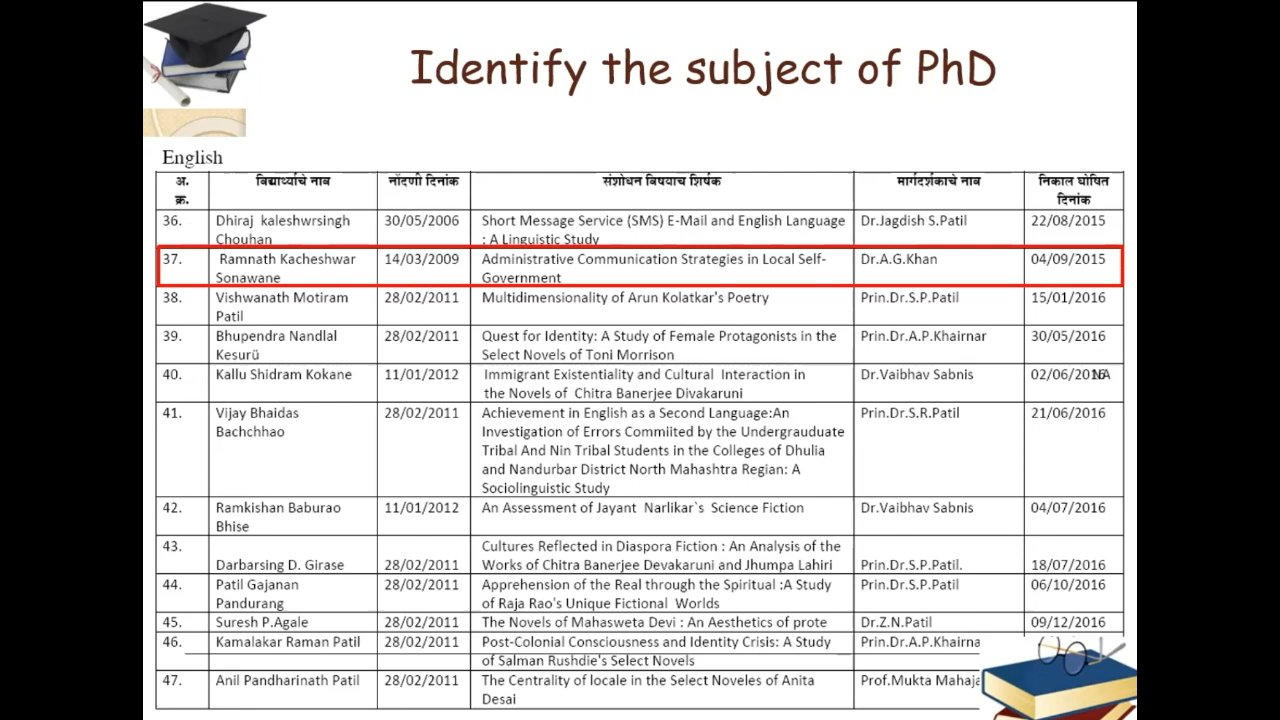 Identify the subject of PhD
English
अ. क्र. विद्यार्थ्याचे नाव नोंदणी दिनांक संशोधन विषयाच शिर्षक मार्गदर्शकाचे नाव निकाल घोषित दिनांक
36. Dhiraj kaleshwrsingh 30/05/2006 Short Message Service (SMS) E-Mail and English Language Dr.Jagdish S.Patil 22/08/2015
Chouhan : A Linguistic Study
37. Ramnath Kacheshwar 14/03/2009 Administrative Communication Strategies in Local Self- Dr.A.G.Khan 04/09/2015
Sonawane Government
38. Vishwanath Motiram 28/02/2011 Multidimensionality of Arun Kolatkar's Poetry Prin.Dr.S.P.Patil 15/01/2016
Patil
39. Bhupendra Nandlal 28/02/2011 Quest for Identity: A Study of Female Protagonists in the Prin.Dr.A.P.Khairnar 30/05/2016
Kesurü Select Novels of Toni Morrison
40. Kallu Shidram Kokane 11/01/2012 Immigrant Existentiality and Cultural Interaction in Dr.Vaibhav Sabnis 02/06/2016 NA
the Novels of Chitra Banerjee Divakaruni
41. Vijay Bhaidas 28/02/2011 Achievement in English as a Second Language:An Prin.Dr.S.R.Patil 21/06/2016
Bachchhao Investigation of Errors Commiited by the Undergrauduate
Tribal And Nin Tribal Students in the Colleges of Dhulia
and Nandurbar District North Mahashtra Regian: A
Sociolinguistic Study
42. Ramkishan Baburao 11/01/2012 An Assessment of Jayant Narlikar`s Science Fiction Dr.Vaibhav Sabnis 04/07/2016
Bhise
43. Cultures Reflected in Diaspora Fiction : An Analysis of the
Darbarsing D. Girase 28/02/2011 Works of Chitra Banerjee Devakaruni and Jhumpa Lahiri Prin.Dr.S.P.Patil. 18/07/2016
44. Patil Gajanan 28/02/2011 Apprehension of the Real through the Spiritual :A Study Prin.Dr.S.P.Patil 06/10/2016
Pandurang of Raja Rao's Unique Fictional Worlds
45. Suresh P.Agale 28/02/2011 The Novels of Mahasweta Devi : An Aesthetics of prote Dr.Z.N.Patil 09/12/2016
46. Kamalakar Raman Patil 28/02/2011 Post-Colonial Consciousness and Identity Crisis: A Study Prin.Dr.A.P.Khairna
of Salman Rushdie's Select Novels
47. Anil Pandharinath Patil 28/02/2011 The Centrality of locale in the Select Noveles of Anita Prof.Mukta Mahaja
Desai